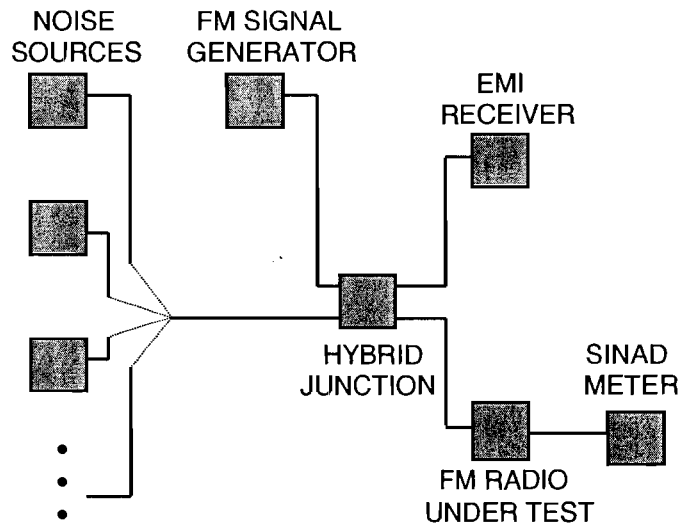 NOISE
SOURCES
FM SIGNAL
GENERATOR
EMI
RECEIVER
HYBRID
JUNCTION
SINAD
METER
FM RADIO
UNDER TEST